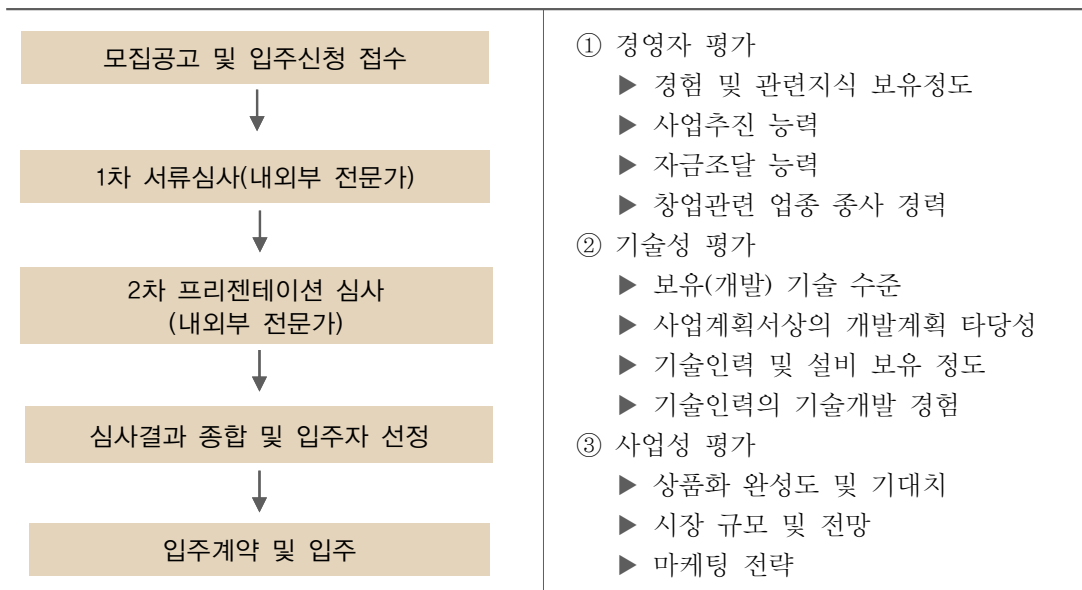 모집공고 및 입주신청 접수
1차 서류심사(내외부 전문가)
2차 프리젠테이션 심사
(내외부 전문가)
심사결과 종합 및 입주자 선정
입주계약 및 입주
① 경영자 평가
▶ 경험 및 관련지식 보유정도
▶ 사업추진 능력
▶ 자금조달 능력
▶ 창업관련 업종 종사 경력
② 기술성 평가
▶ 보유(개발) 기술 수준
▶ 사업계획서상의 개발계획 타당성
▶ 기술인력 및 설비 보유 정도
▶ 기술인력의 기술개발 경험
③ 사업성 평가
▶ 상품화 완성도 및 기대치
▶ 시장 규모 및 전망
▶ 마케팅 전략